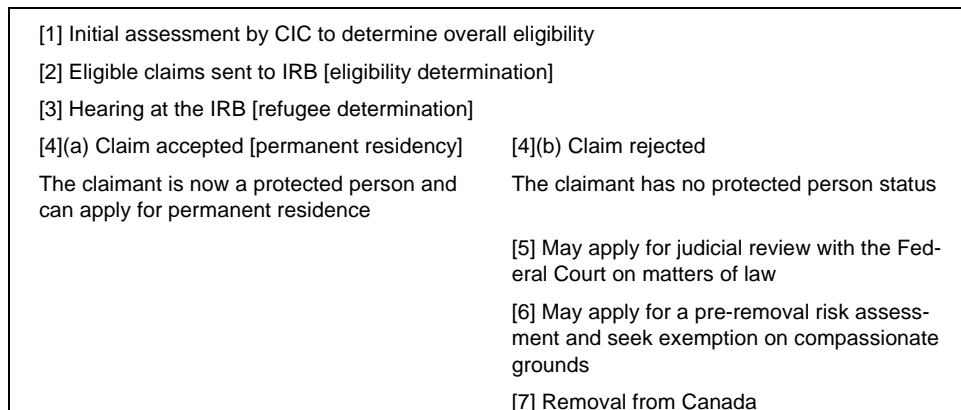 [1] Initial assessment by CIC to determine overall eligibility
[2] Eligible claims sent to IRB [eligibility determination]
[3] Hearing at the IRB [refugee determination]
[4](a) Claim accepted [permanent residency]
The claimant is now a protected person and
can apply for permanent residence
[4](b) Claim rejected
The claimant has no protected person status
[5] May apply for judicial review with the Fed-
eral Court on matters of law
[6] May apply for a pre-removal risk assess-
ment and seek exemption on compassionate
grounds
[7] Removal from Canada